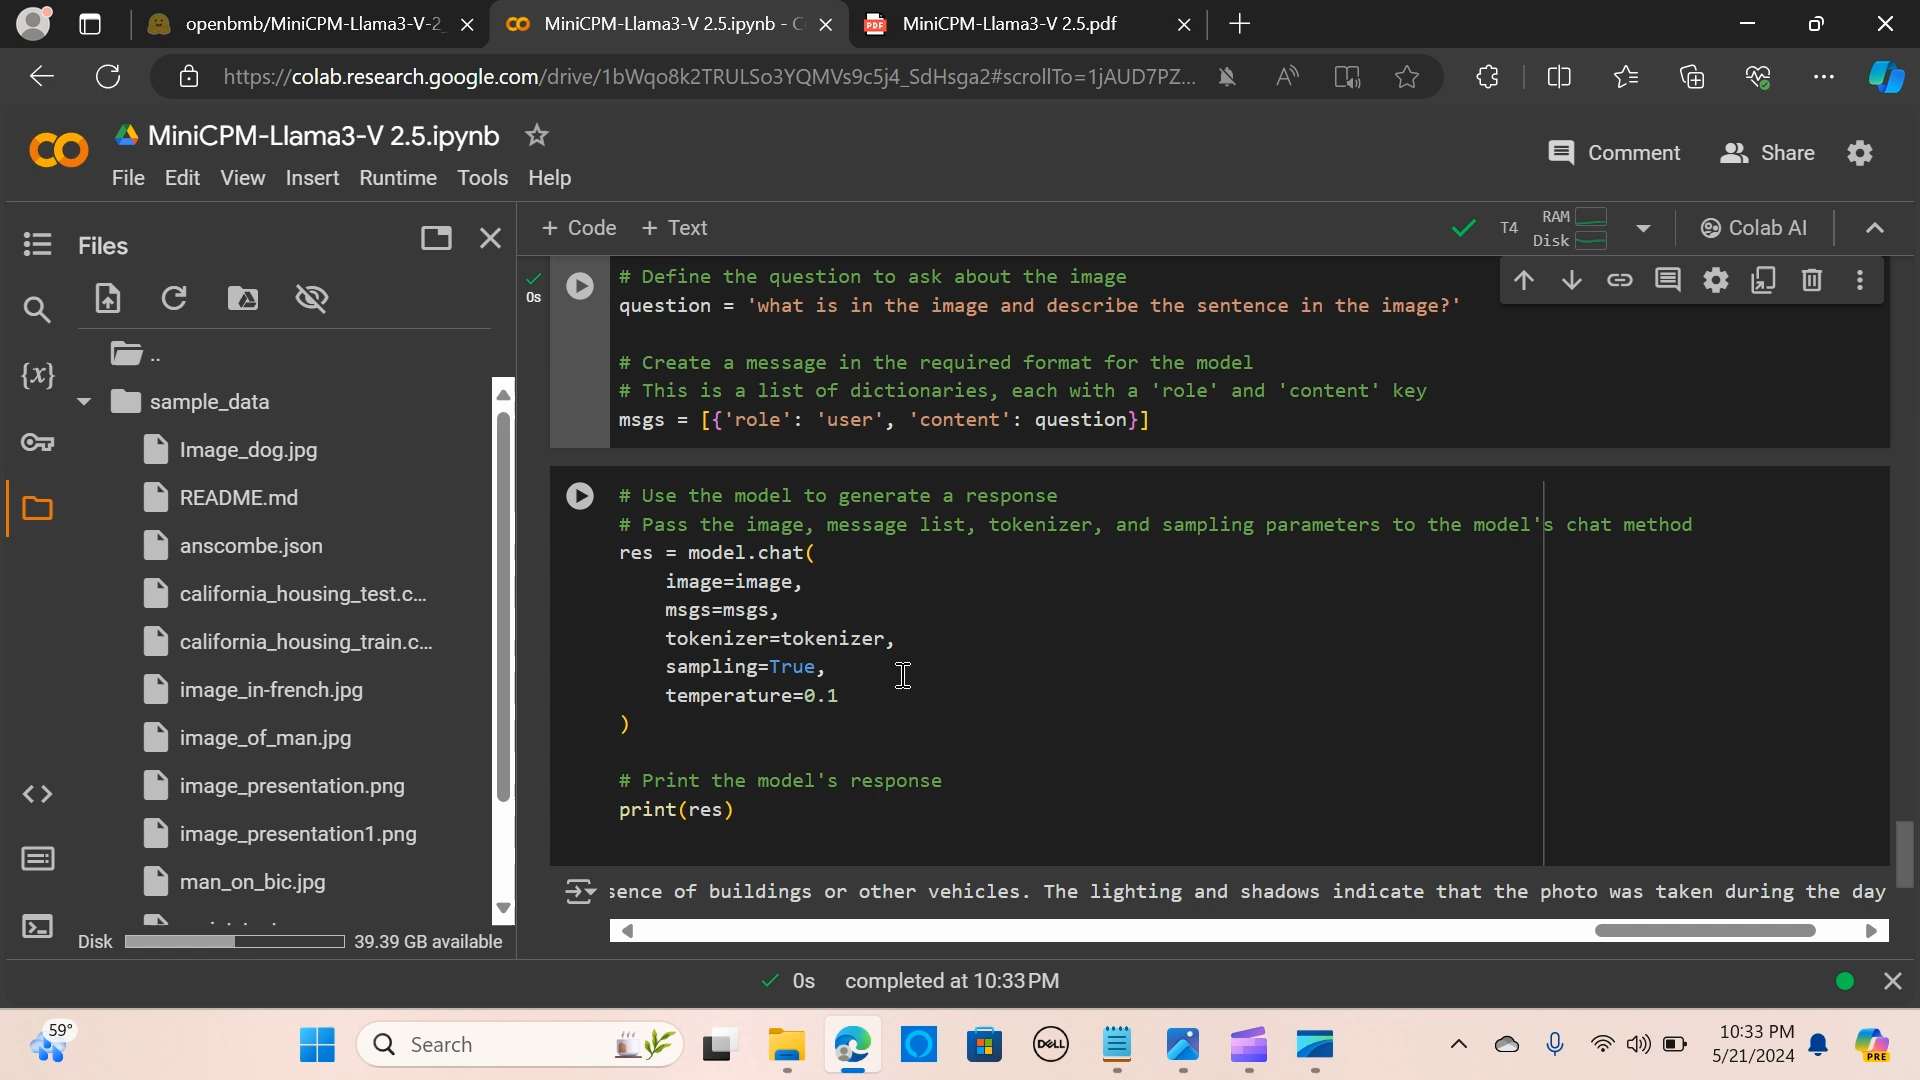 openbmb/MiniCPM-Llama3-V-2_
MiniCPM-Llama3-V 2.5.ipynb - C
MiniCPM-Llama3-V 2.5.pdf
https://colab.research.google.com/drive/1bWqo8k2TRULSo3YQMVs9c5j4_SdHsga2#scrollTo=1jAUD7PZ...
MiniCPM-Llama3-V 2.5.ipynb
Comment
Share
File Edit View Insert Runtime Tools Help
Files
+ Code + Text
T4
RAM
Disk
Colab AI
..
sample_data
Image_dog.jpg
README.md
anscombe.json
california_housing_test.c...
california_housing_train.c...
image_in-french.jpg
image_of_man.jpg
image_presentation.png
image_presentation1.png
man_on_bic.jpg
Disk
39.39 GB available
0s
# Define the question to ask about the image
question = 'what is in the image and describe the sentence in the image?'
# Create a message in the required format for the model
# This is a list of dictionaries, each with a 'role' and 'content' key
msgs = [{'role': 'user', 'content': question}]
# Use the model to generate a response
# Pass the image, message list, tokenizer, and sampling parameters to the model's chat method
res = model.chat(
image=image,
msgs=msgs,
tokenizer=tokenizer,
sampling=True,
temperature=0.1
)
# Print the model's response
print(res)
sence of buildings or other vehicles. The lighting and shadows indicate that the photo was taken during the day
0s completed at 10:33 PM
59°
Search
DELL
10:33 PM
5/21/2024
PRE